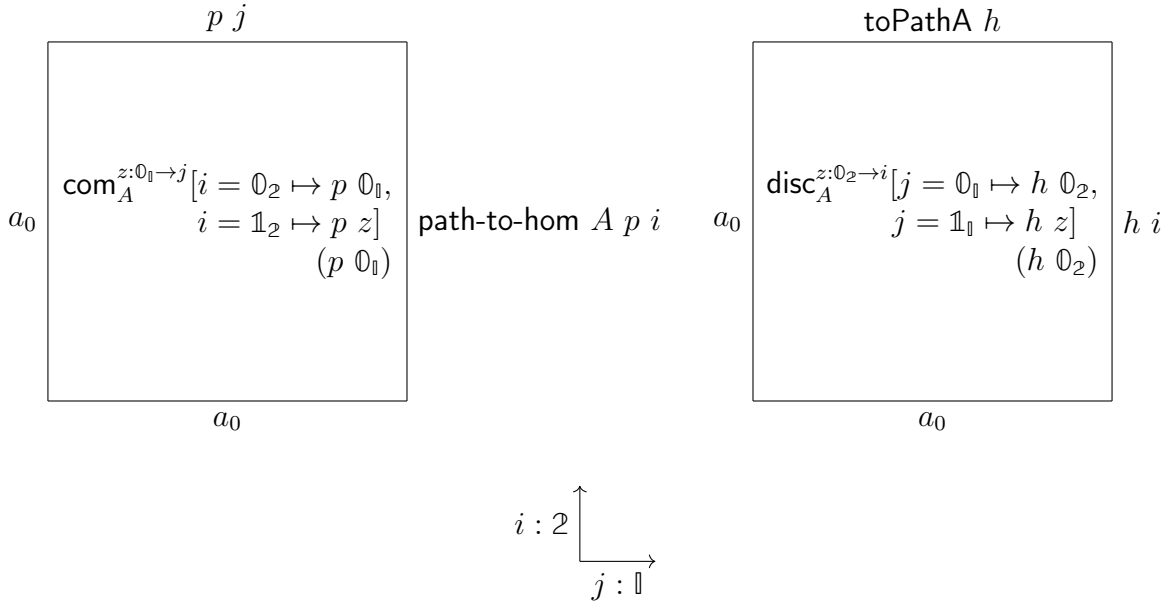 p j
a₀
com_A^{z:𝟘_𝕀→j}[i = 𝟘_𝟚 ↦ p 𝟘_𝕀,
i = 𝟙_𝟚 ↦ p z]
(p 𝟘_𝕀)
path-to-hom A p i
a₀
toPathA h
a₀
disc_A^{z:𝟘_𝟚→i}[j = 𝟘_𝕀 ↦ h 𝟘_𝟚,
j = 𝟙_𝕀 ↦ h z]
(h 𝟘_𝟚)
h i
a₀
i : 𝟚
j : 𝕀